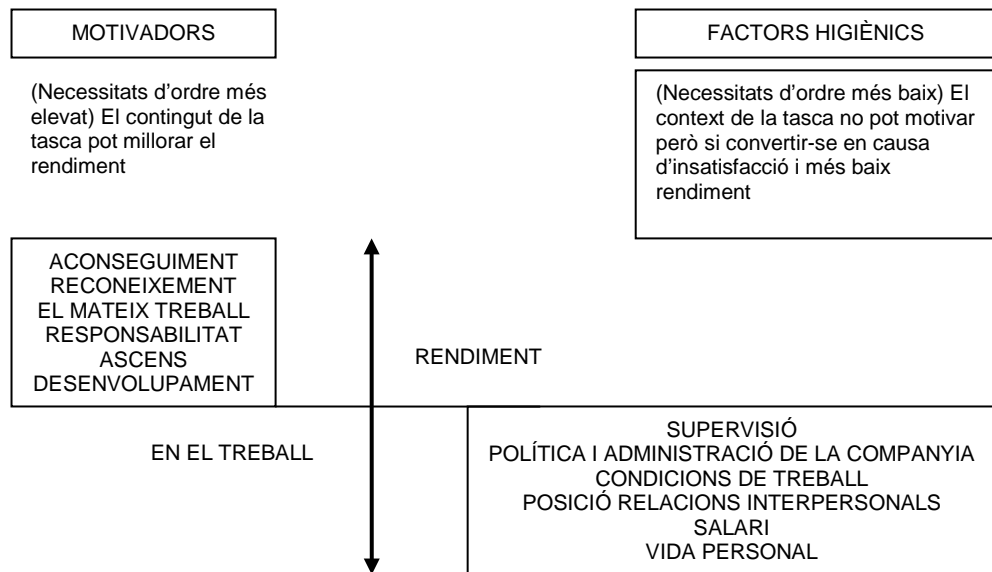 MOTIVADORS
FACTORS HIGIÈNICS
(Necessitats d’ordre més
elevat) El contingut de la
tasca pot millorar el
rendiment
(Necessitats d’ordre més baix) El
context de la tasca no pot motivar
però si convertir-se en causa
d’insatisfacció i més baix
rendiment
ACONSEGUIMENT
RECONEIXEMENT
EL MATEIX TREBALL
RESPONSABILITAT
ASCENS
DESENVOLUPAMENT
RENDIMENT
EN EL TREBALL
SUPERVISIÓ
POLÍTICA I ADMINISTRACIÓ DE LA COMPANYIA
CONDICIONS DE TREBALL
POSICIÓ RELACIONS INTERPERSONALS
SALARI
VIDA PERSONAL